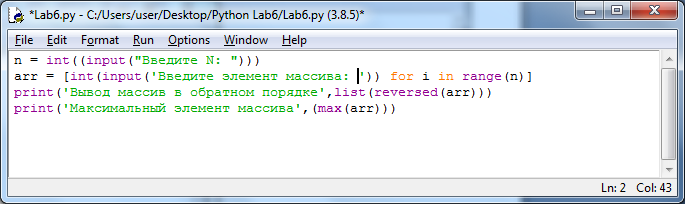 *Lab6.py - C:/Users/user/Desktop/Python Lab6/Lab6.py (3.8.5)*
File Edit Format Run Options Window Help
n = int((input("Введите N: ")))
arr = [int(input('Введите элемент массива: ')) for i in range(n)]
print('Вывод массив в обратном порядке',list(reversed(arr)))
print('Максимальный элемент массива',(max(arr)))
Ln: 2 Col: 43